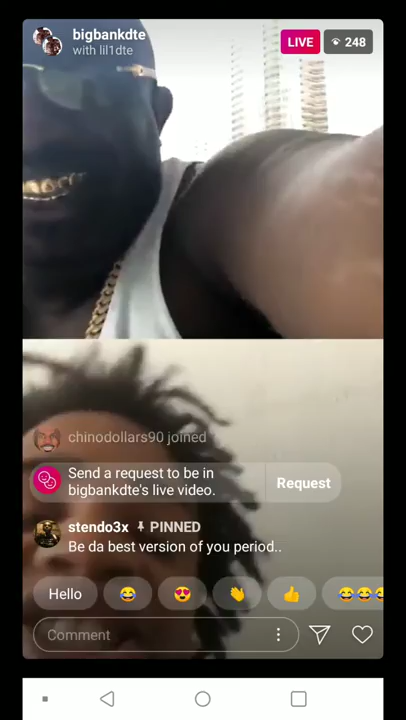 bigbankdte
with lil1dte
LIVE
248
chinodollars90 joined
Send a request to be in
bigbankdte's live video.
Request
stendo3x PINNED
Be da best version of you period..
Hello
Comment